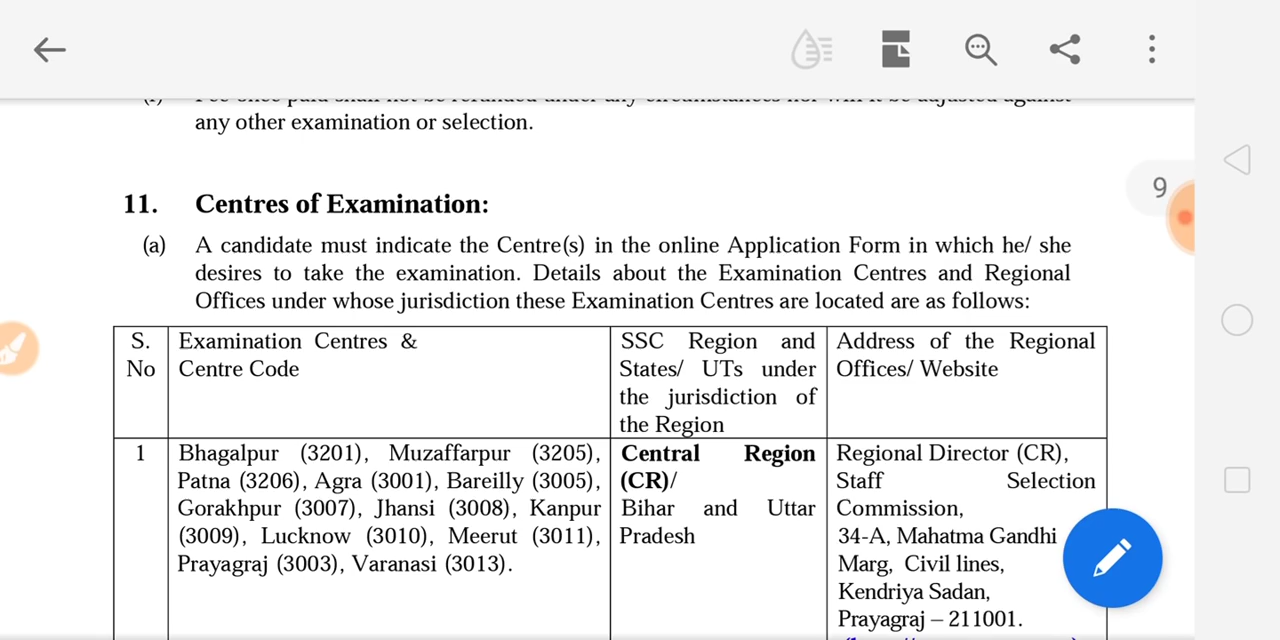 any other examination or selection.
9
11. Centres of Examination:
(a) A candidate must indicate the Centre(s) in the online Application Form in which he/ she
desires to take the examination. Details about the Examination Centres and Regional
Offices under whose jurisdiction these Examination Centres are located are as follows:
S.
No
Examination Centres &
Centre Code
SSC Region and
States/ UTs under
the jurisdiction of
the Region
Address of the Regional
Offices/ Website
1
Bhagalpur (3201), Muzaffarpur (3205),
Patna (3206), Agra (3001), Bareilly (3005),
Gorakhpur (3007), Jhansi (3008), Kanpur
(3009), Lucknow (3010), Meerut (3011),
Prayagraj (3003), Varanasi (3013).
Central Region
(CR)/
Bihar and Uttar
Pradesh
Regional Director (CR),
Staff Selection
Commission,
34-A, Mahatma Gandhi
Marg, Civil lines,
Kendriya Sadan,
Prayagraj – 211001.